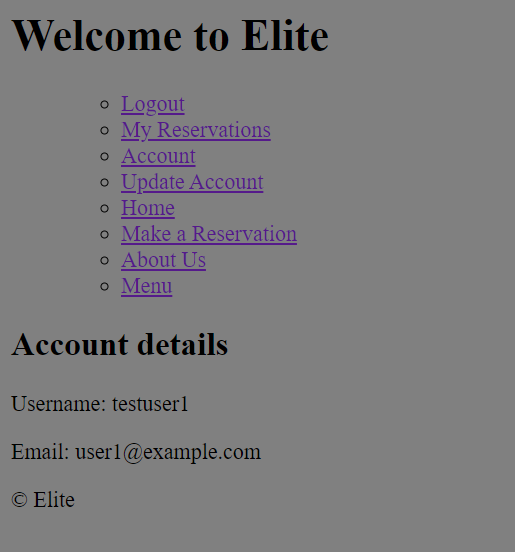 Welcome to Elite
Logout
My Reservations
Account
Update Account
Home
Make a Reservation
About Us
Menu
Account details
Username: testuser1
Email: user1@example.com
© Elite